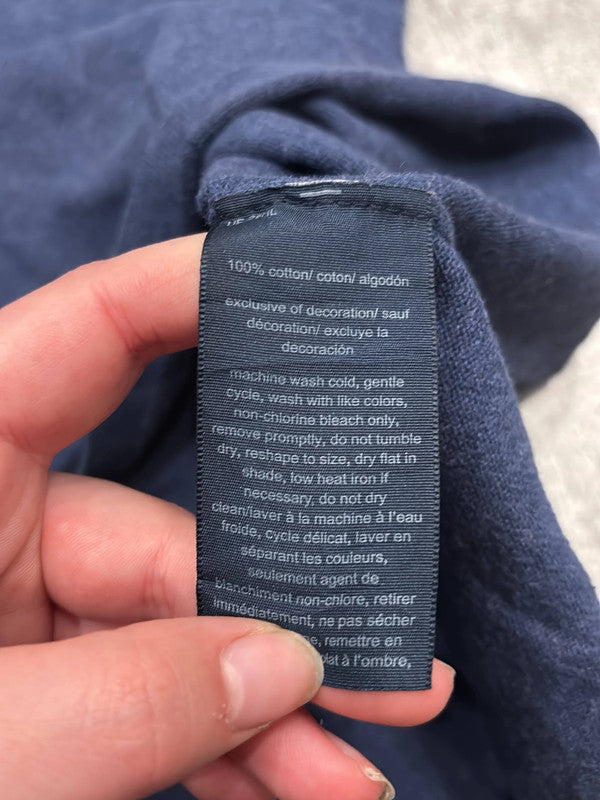 100% cotton/ coton/ algodón
exclusive of decoration/ sauf
décoration/ excluye la
decoración
machine wash cold, gentle
cycle, wash with like colors,
non-chlorine bleach only,
remove promptly, do not tumble
dry, reshape to size, dry flat in
shade, low heat iron if
necessary, do not dry
clean/laver à la machine à l'eau
froide, cycle délicat, laver en
séparant les couleurs,
seulement agent de
blanchiment non-chlore, retirer
immédiatement, ne pas sécher
remettre en
à l'ombre,